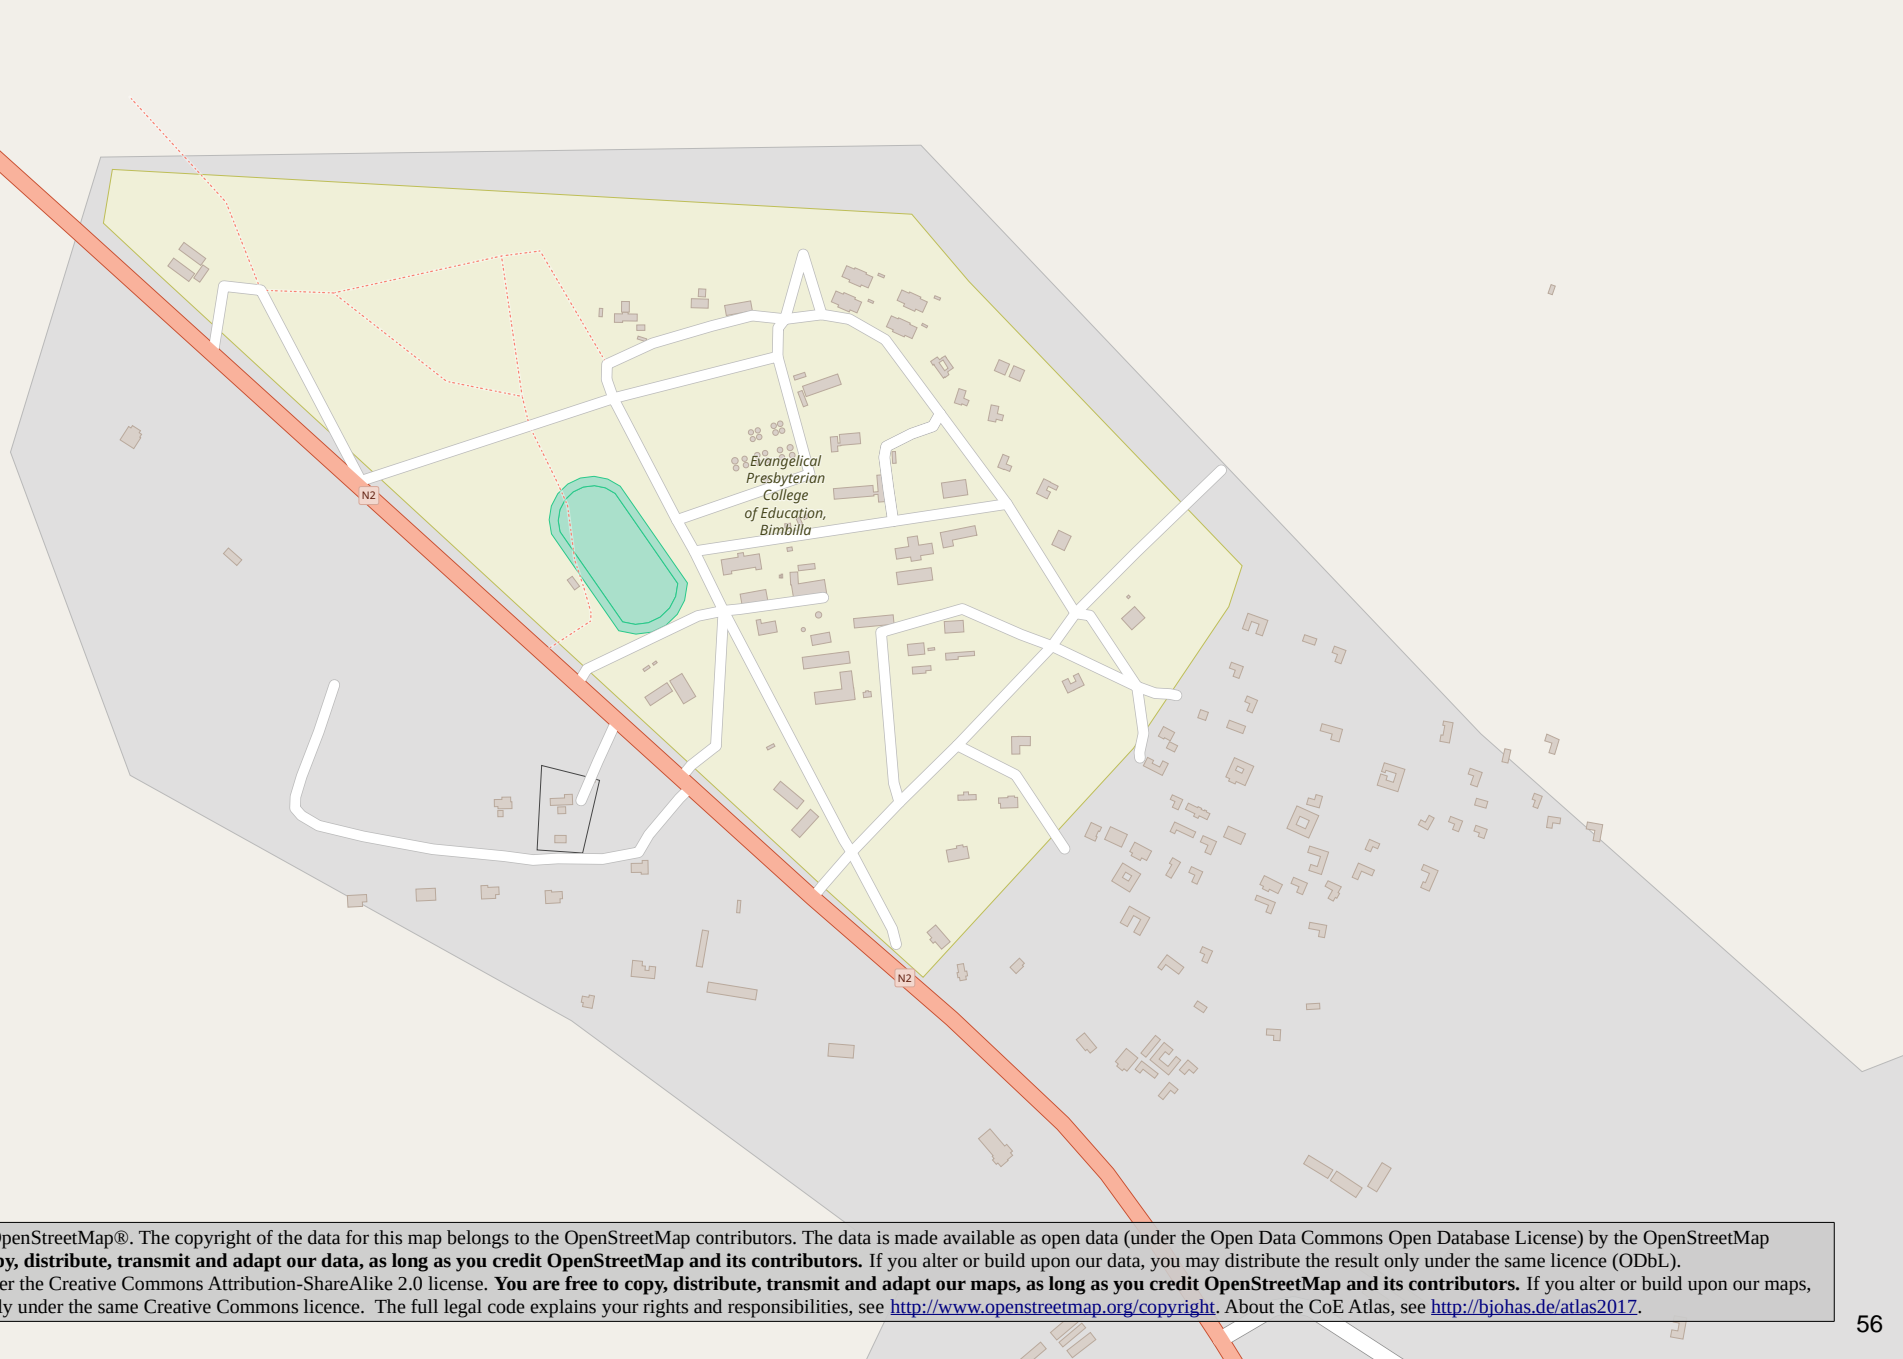 N2
Evangelical
Presbyterian
College
of Education,
Bimbilla
N2
penStreetMap®. The copyright of the data for this map belongs to the OpenStreetMap contributors. The data is made available as open data (under the Open Data Commons Open Database License) by the OpenStreetMap
py, distribute, transmit and adapt our data, as long as you credit OpenStreetMap and its contributors. If you alter or build upon our data, you may distribute the result only under the same licence (ODbL).
er the Creative Commons Attribution-ShareAlike 2.0 license. You are free to copy, distribute, transmit and adapt our maps, as long as you credit OpenStreetMap and its contributors. If you alter or build upon our maps,
ly under the same Creative Commons licence. The full legal code explains your rights and responsibilities, see http://www.openstreetmap.org/copyright. About the CoE Atlas, see http://bjohas.de/atlas2017.
56